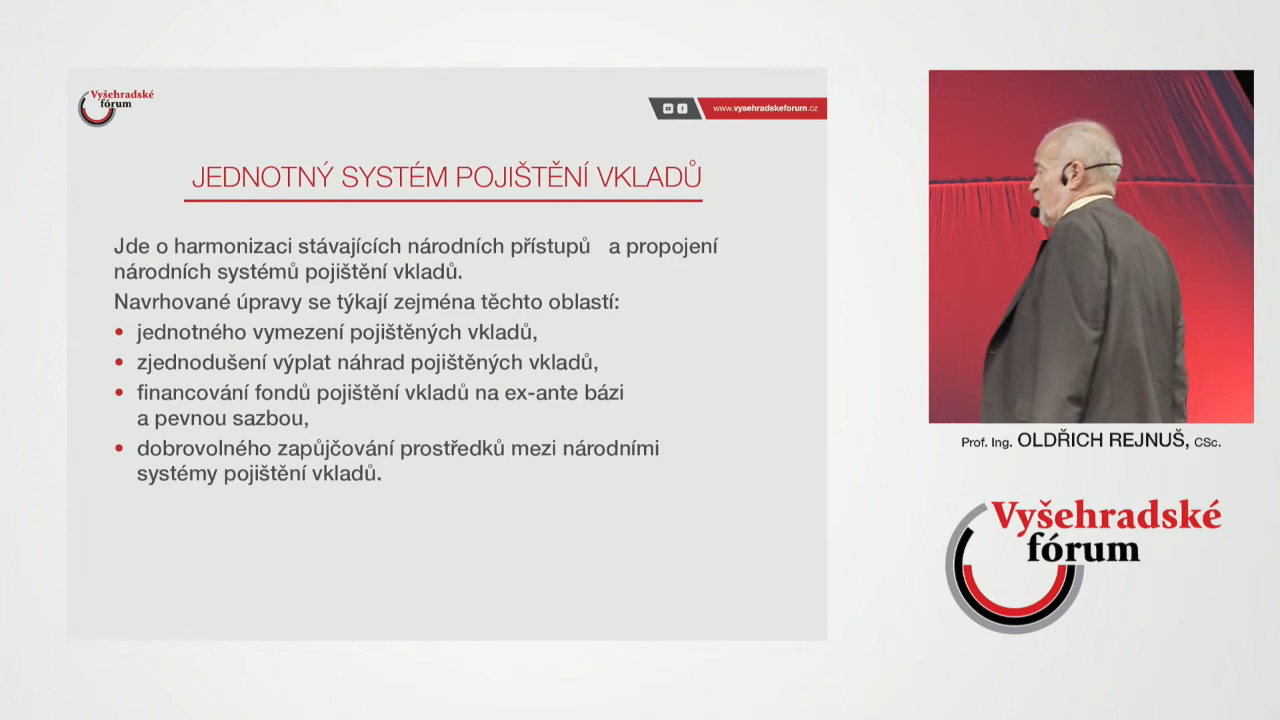 Vyšehradské
fórum
www.vysehradskeforum.cz
JEDNOTNÝ SYSTÉM POJIŠTĚNÍ VKLADŮ
Jde o harmonizaci stávajících národních přístupů a propojení
národních systémů pojištění vkladů.
Navrhované úpravy se týkají zejména těchto oblastí:
• jednotného vymezení pojištěných vkladů,
• zjednodušení výplat náhrad pojištěných vkladů,
• financování fondů pojištění vkladů na ex-ante bázi
a pevnou sazbou,
• dobrovolného zapůjčování prostředků mezi národními
systémy pojištění vkladů.
Prof. Ing. OLDŘICH REJNUŠ, CSc.
Vyšehradské
fórum